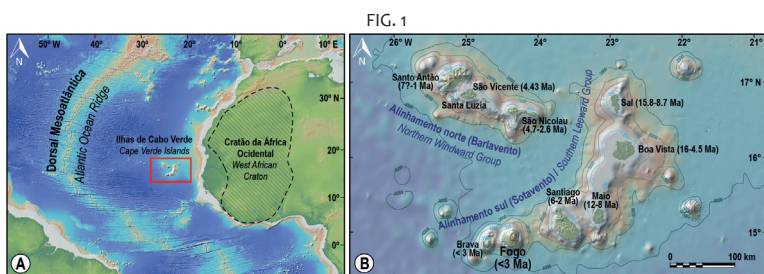 FIG. 1
50°W 40° 30° 20° 10° 0° 10°E
N
Dorsal Mesoatlântica
Atlantic Ocean Ridge
Ilhas de Cabo Verde
Cape Verde Islands
Cratão da África
Ocidental
West African
Craton
30°
20°
10°
0°
A
26°W 25° 24° 23° 22° 21°
N
17°N
16°
15°
Santo Antão
(7?-1 Ma)
São Vicente (4.43 Ma)
Santa Luzia
São Nicolau
(4.7-2.6 Ma)
Alinhamento norte (Barlavento)
Northern Windward Group
Sal (15.8-8.7 Ma)
Boa Vista (16-4.5 Ma)
Alinhamento sul (Sotavento) / Southern Leeward Group
Santiago
(6-2 Ma)
Maio
(12-8 Ma)
Brava
(< 3 Ma)
Fogo
(<3 Ma)
0 100 km
B